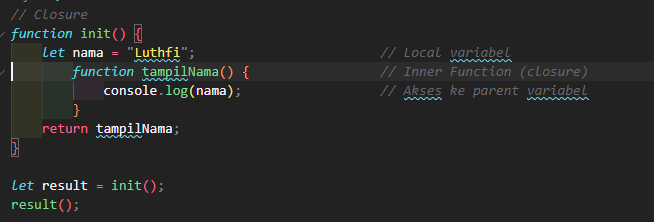 // Closure
function init() {
let nama = "Luthfi"; // Local variabel
function tampilNama() { // Inner Function (closure)
console.log(nama); // Akses ke parent variabel
}
return tampilNama;
}
let result = init();
result();